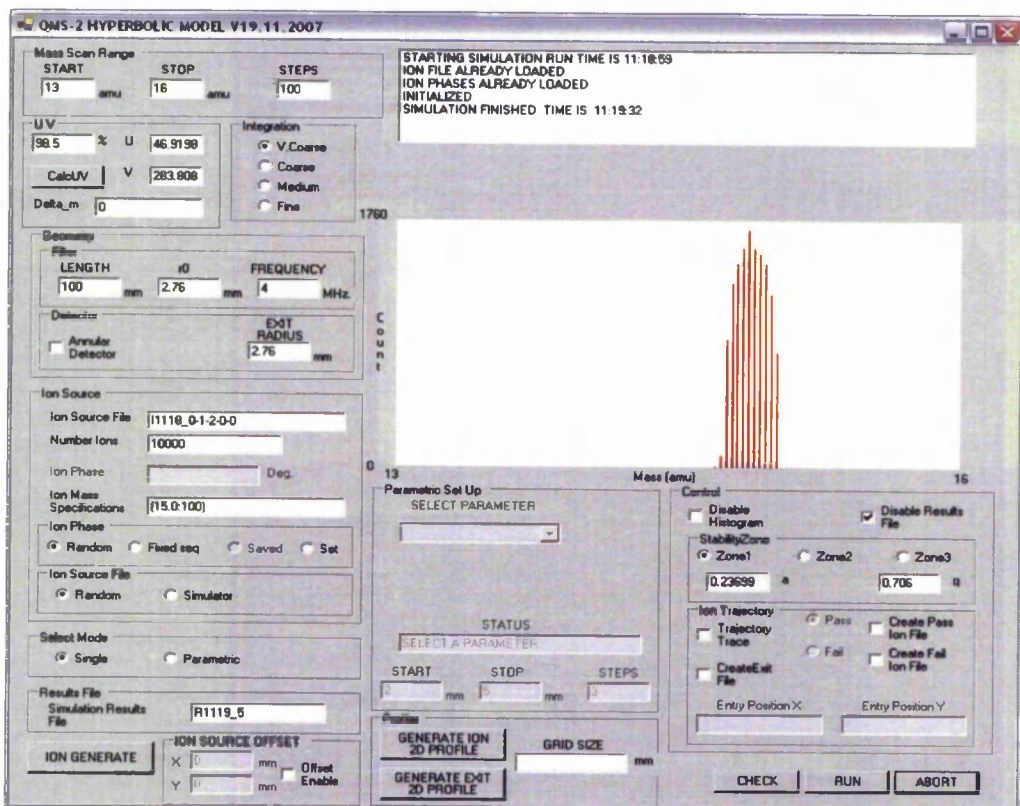 QMS-2 HYPERBOLIC MODEL V19.11.2007
Mass Scan Range
START STOP STEPS
13 amu 16 amu 100
STARTING SIMULATION RUN TIME IS 11:18:59
ION FILE ALREADY LOADED
ION PHASES ALREADY LOADED
INITIALIZED
SIMULATION FINISHED TIME IS 11:19:32
UV
98.5 % U 46.9198
CalcUV V 283.808
Delta_m 0
Integration
V.Coarse
Coarse
Medium
Fine
1760
Count
0
13 Mass (amu) 16
Geometry
Filter
LENGTH r0 FREQUENCY
100 mm 2.76 mm 4 MHz.
Detector
Annular Detector
EXIT RADIUS
2.76 mm
Ion Source
Ion Source File I1118_0-1-2-0-0
Number Ions 10000
Ion Phase Deg.
Ion Mass Specifications (15.0:100)
Ion Phase
Random Fixed seq Saved Set
Ion Source File
Random Simulator
Select Mode
Single Parametric
Results File
Simulation Results File R1119_5
ION GENERATE
ION SOURCE OFFSET
X 0 mm
Y 0 mm
Offset Enable
Parametric Set Up
SELECT PARAMETER
STATUS
SELECT A PARAMETER
START STOP STEPS
2 mm 5 mm
Profiles
GENERATE ION 2D PROFILE
GENERATE EXIT 2D PROFILE
GRID SIZE
mm
Control
Disable Histogram
Disable Results File
StabilityZone
Zone1 Zone2 Zone3
0.23699 a 0.706 q
Ion Trajectory
Trajectory Trace
Pass
Fail
Create Pass Ion File
Create Fail Ion File
CreateExit File
Entry Position X Entry Position Y
CHECK RUN ABORT